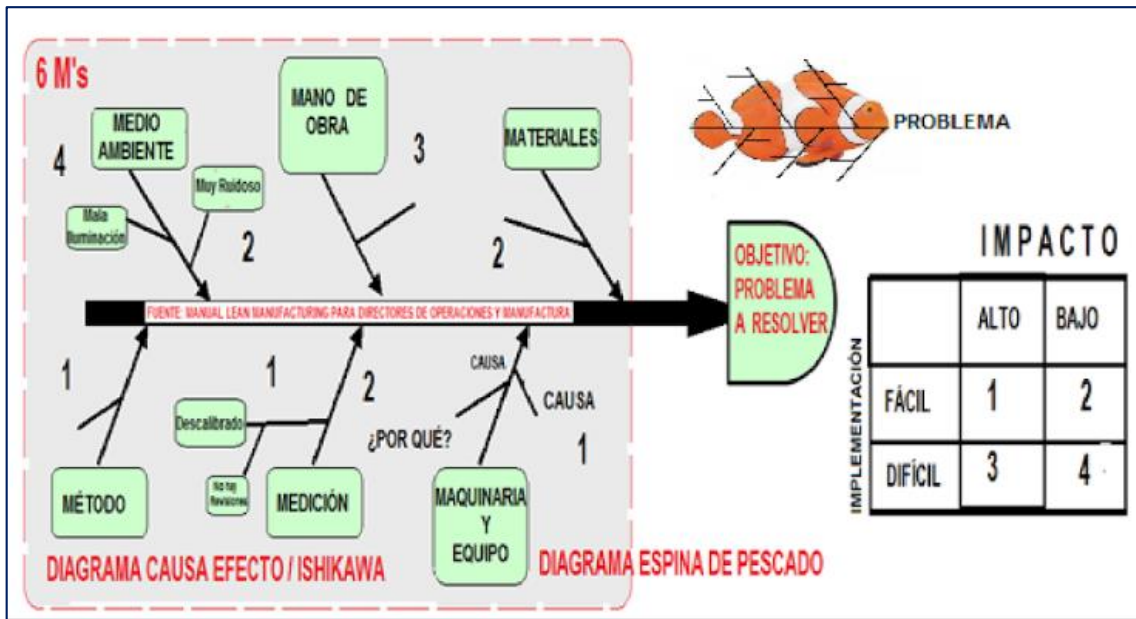 6 M's
MEDIO
AMBIENTE
4
Mala
Iluminación
Muy Ruidoso
2
MANO DE
OBRA
3
MATERIALES
2
PROBLEMA
FUENTE: MANUAL LEAN MANUFACTURING PARA DIRECTORES DE OPERACIONES Y MANUFACTURA
OBJETIVO:
PROBLEMA
A RESOLVER
1
MÉTODO
1
Descalibrado
No hay
Revisiones
2
MEDICIÓN
CAUSA
CAUSA
¿POR QUÉ?
1
MAQUINARIA
Y
EQUIPO
DIAGRAMA CAUSA EFECTO / ISHIKAWA
DIAGRAMA ESPINA DE PESCADO
IMPACTO
IMPLEMENTACIÓN
ALTO BAJO
FÁCIL 1 2
DIFÍCIL 3 4